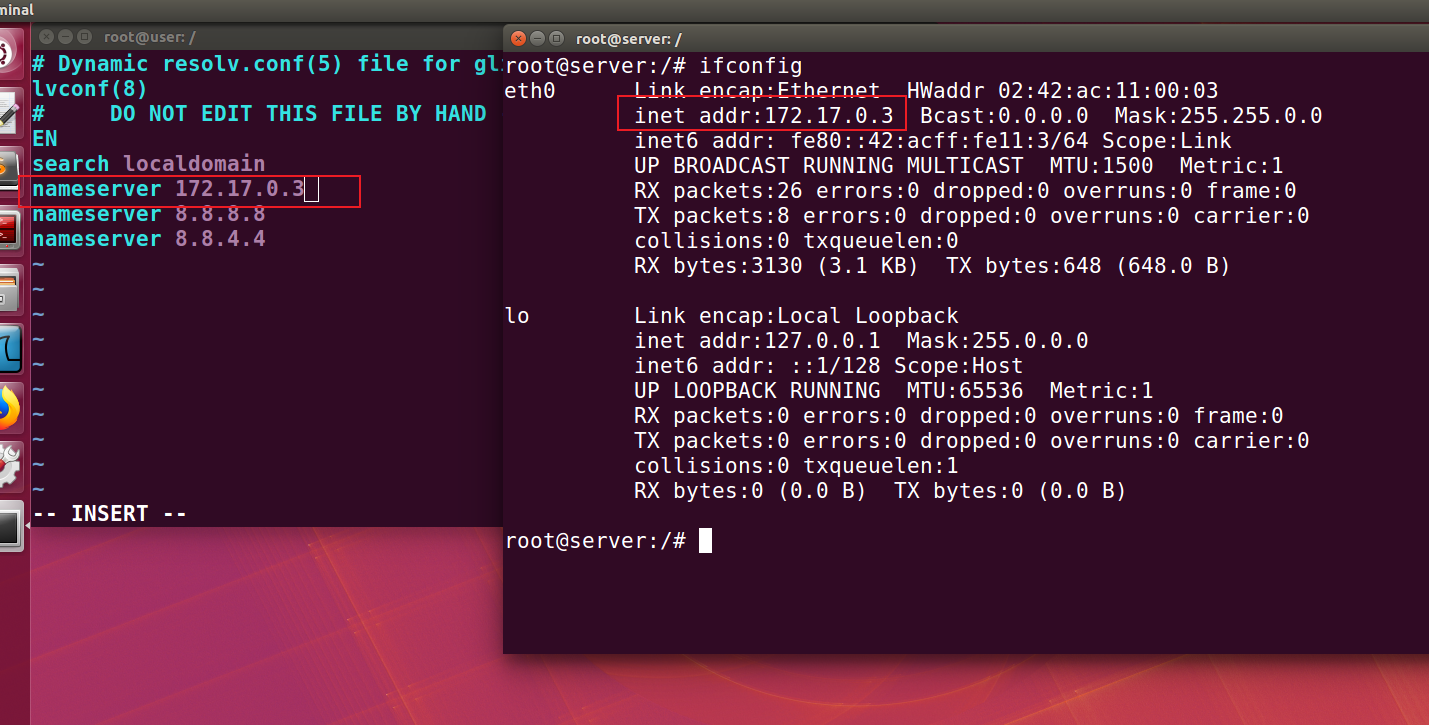 minal
root@user: /
# Dynamic resolv.conf(5) file for gl
lvconf(8)
#     DO NOT EDIT THIS FILE BY HAND
EN
search localdomain
nameserver 172.17.0.3
nameserver 8.8.8.8
nameserver 8.8.4.4
~
~
~
~
~
~
~
~
~
~
-- INSERT --
root@server: /
root@server:/# ifconfig
eth0      Link encap:Ethernet  HWaddr 02:42:ac:11:00:03
          inet addr:172.17.0.3  Bcast:0.0.0.0  Mask:255.255.0.0
          inet6 addr: fe80::42:acff:fe11:3/64 Scope:Link
          UP BROADCAST RUNNING MULTICAST  MTU:1500  Metric:1
          RX packets:26 errors:0 dropped:0 overruns:0 frame:0
          TX packets:8 errors:0 dropped:0 overruns:0 carrier:0
          collisions:0 txqueuelen:0
          RX bytes:3130 (3.1 KB)  TX bytes:648 (648.0 B)
lo        Link encap:Local Loopback
          inet addr:127.0.0.1  Mask:255.0.0.0
          inet6 addr: ::1/128 Scope:Host
          UP LOOPBACK RUNNING  MTU:65536  Metric:1
          RX packets:0 errors:0 dropped:0 overruns:0 frame:0
          TX packets:0 errors:0 dropped:0 overruns:0 carrier:0
          collisions:0 txqueuelen:1
          RX bytes:0 (0.0 B)  TX bytes:0 (0.0 B)
root@server:/#